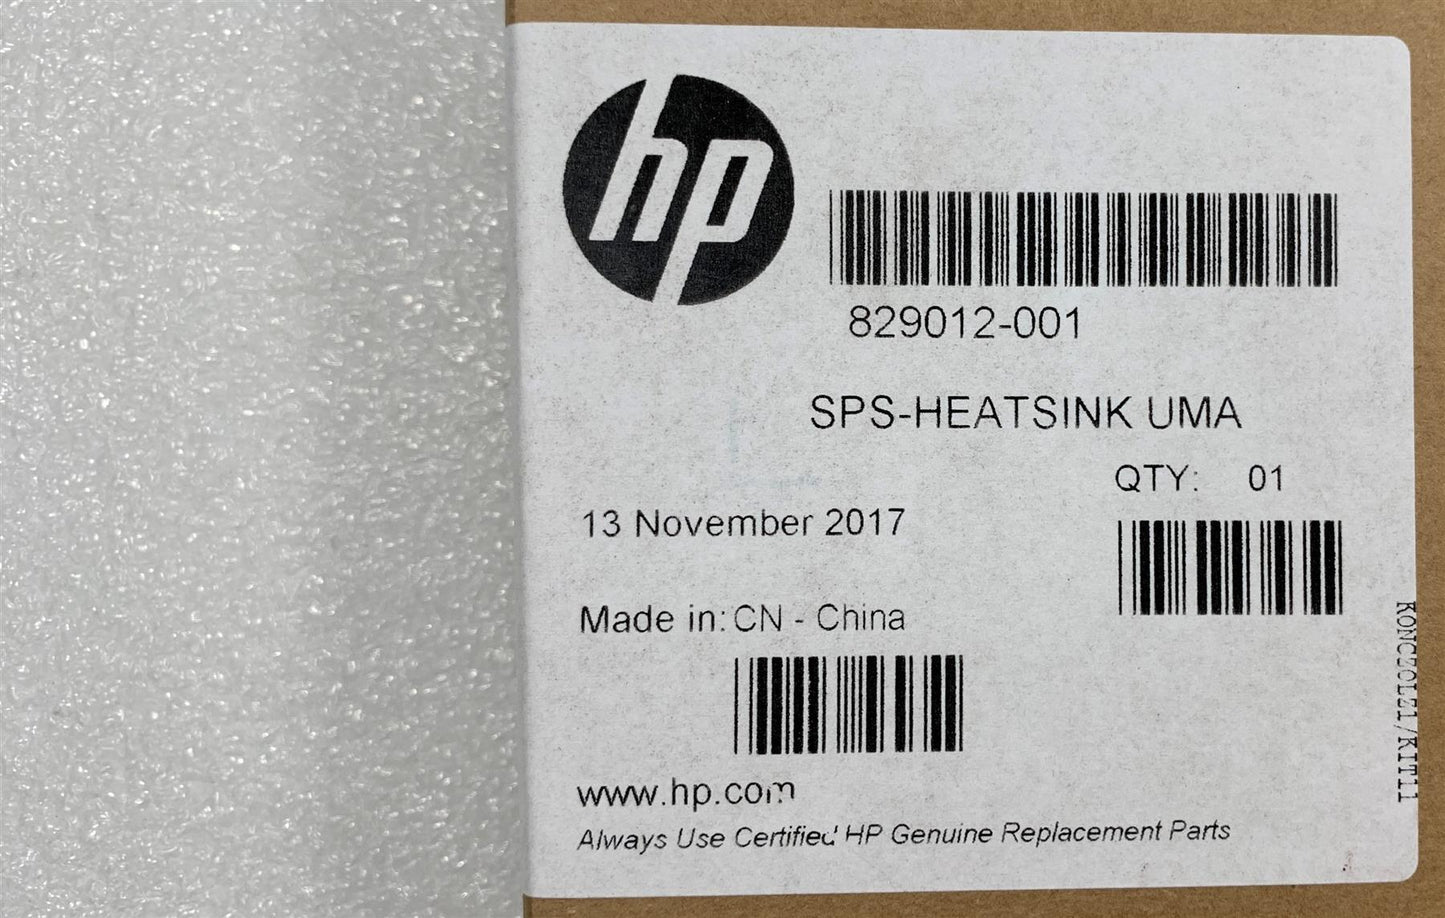 hp
829012-001
SPS-HEATSINK UMA
QTY: 01
13 November 2017
Made in: CN - China
www.hp.com
Always Use Certified HP Genuine Replacement Parts